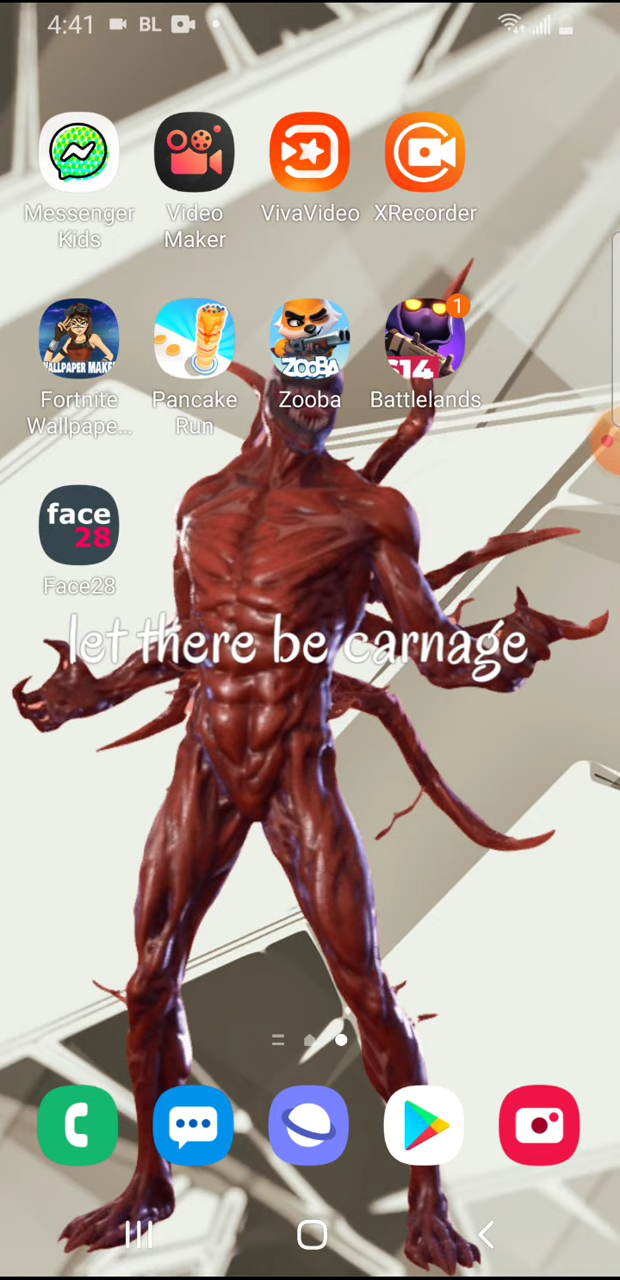 4:41 BL
Messenger Kids
Video Maker
VivaVideo
XRecorder
WALLPAPER MAKE
ZOOBA
1
S14
Fortnite Wallpape...
Pancake Run
Zooba
Battlelands
face
28
Face28
let there be carnage